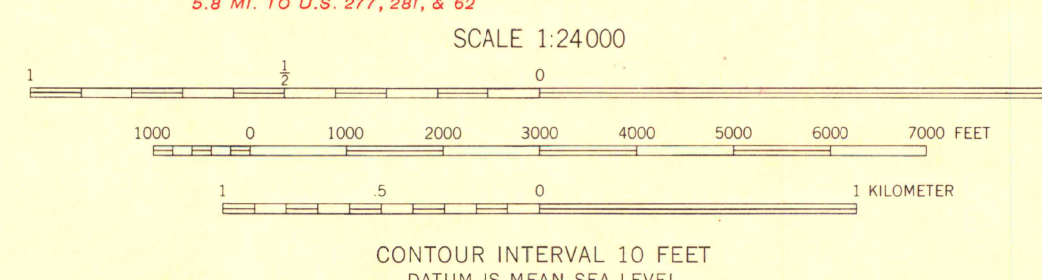 5.8 MI. TO U.S. 277, 281, & 62
SCALE 1:24000
1 1/2 0
1000 0 1000 2000 3000 4000 5000 6000 7000 FEET
1 .5 0 1 KILOMETER
CONTOUR INTERVAL 10 FEET
DATUM IS MEAN SEA LEVEL